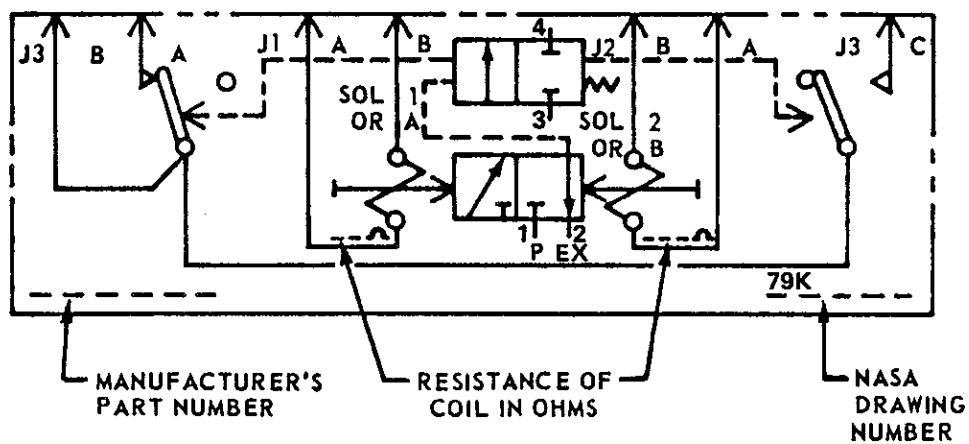 4
J3 B A J1 A B J2 B A J3 C
SOL 1 3 SOL 2
OR A OR B
1 2
P EX
79K
MANUFACTURER'S RESISTANCE OF NASA
PART NUMBER COIL IN OHMS DRAWING
NUMBER